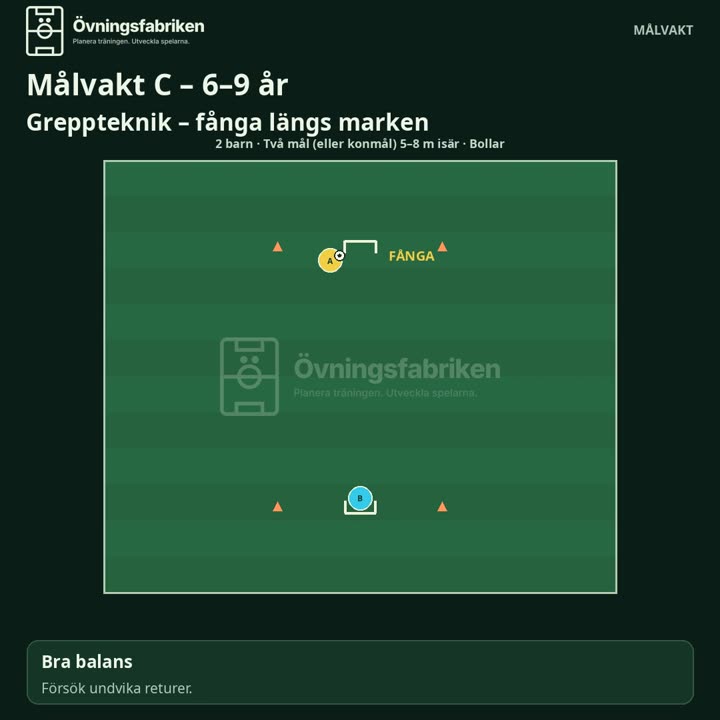 Övningsfabriken
Planera träningen. Utveckla spelarna.
MÅLVAKT
Målvakt C – 6–9 år
Greppteknik – fånga längs marken
2 barn · Två mål (eller konmål) 5–8 m isär · Bollar
A
FÅNGA
Övningsfabriken
Planera träningen. Utveckla spelarna.
B
Bra balans
Försök undvika returer.